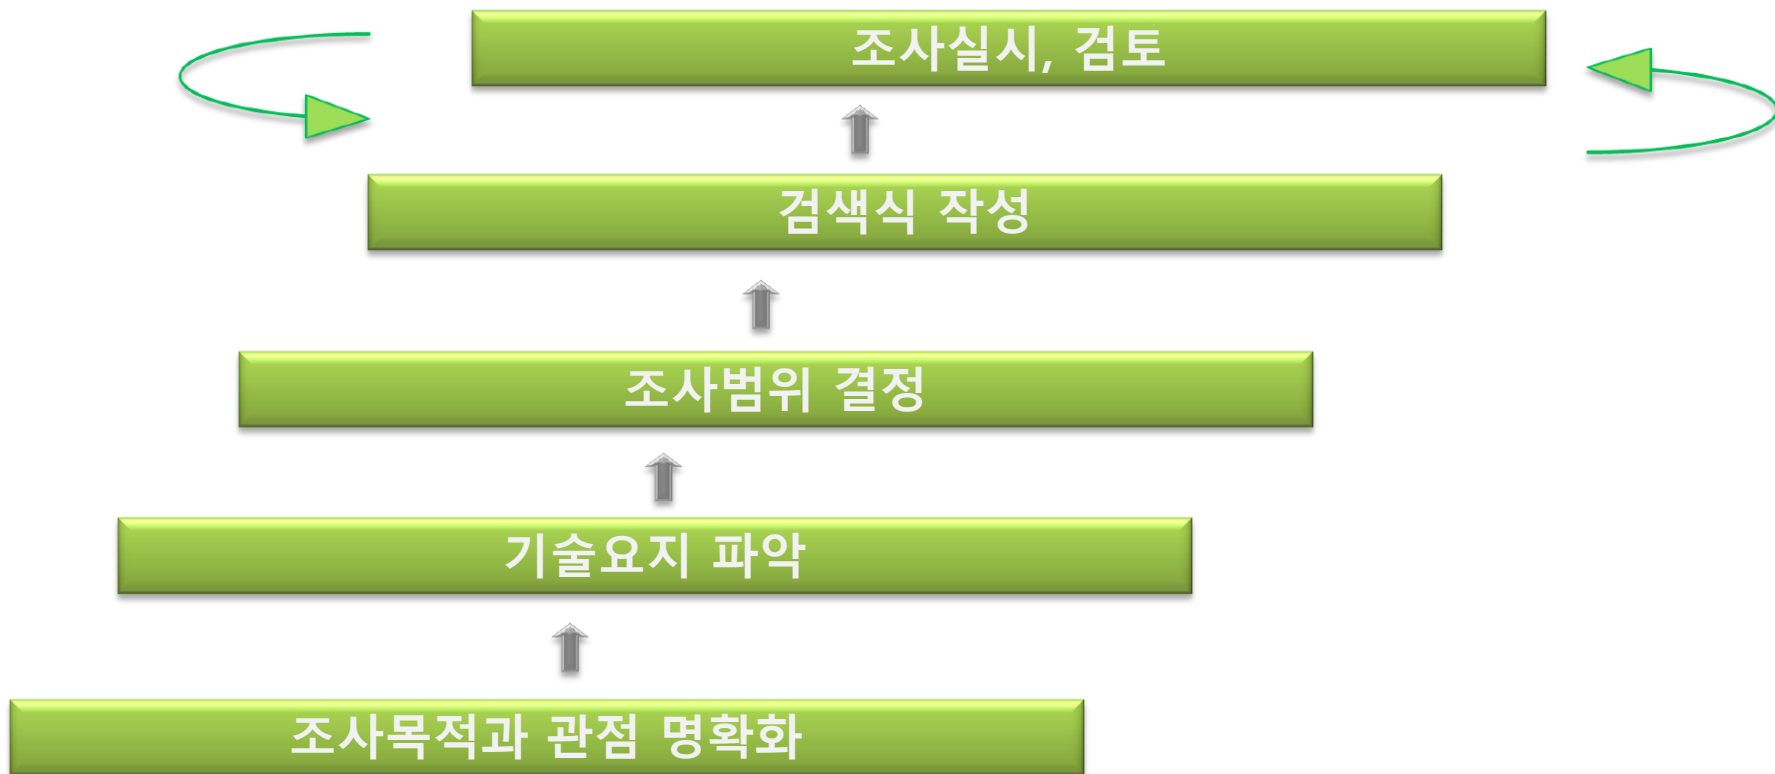 조사실시, 검토
검색식 작성
조사범위 결정
기술요지 파악
조사목적과 관점 명확화